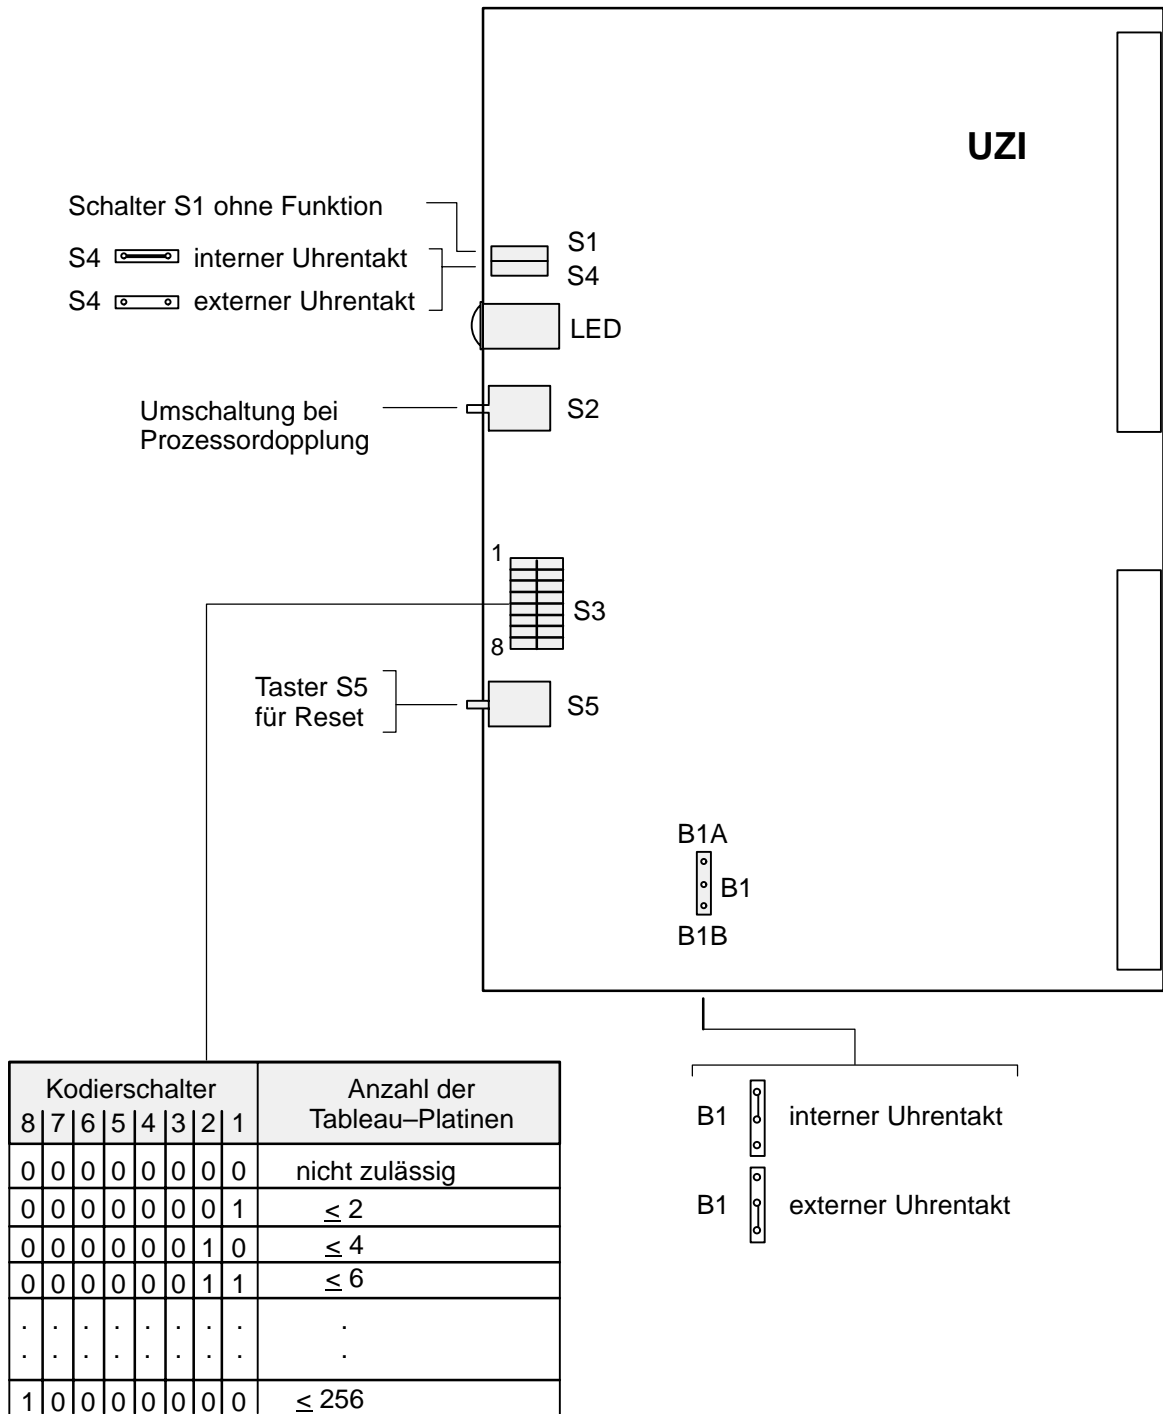 UZI
Schalter S1 ohne Funktion
S4 interner Uhrentakt
S4 externer Uhrentakt
S1
S4
LED
Umschaltung bei
Prozessordopplung
S2
1
S3
8
Taster S5
für Reset
S5
B1A
B1
B1B
Kodierschalter
Anzahl der
Tableau–Platinen
8 7 6 5 4 3 2 1
0 0 0 0 0 0 0 0 nicht zulässig
0 0 0 0 0 0 0 1 ≤ 2
0 0 0 0 0 0 1 0 ≤ 4
0 0 0 0 0 0 1 1 ≤ 6
. . . . . . . . .
. . . . . . . . .
1 0 0 0 0 0 0 0 ≤ 256
B1 interner Uhrentakt
B1 externer Uhrentakt